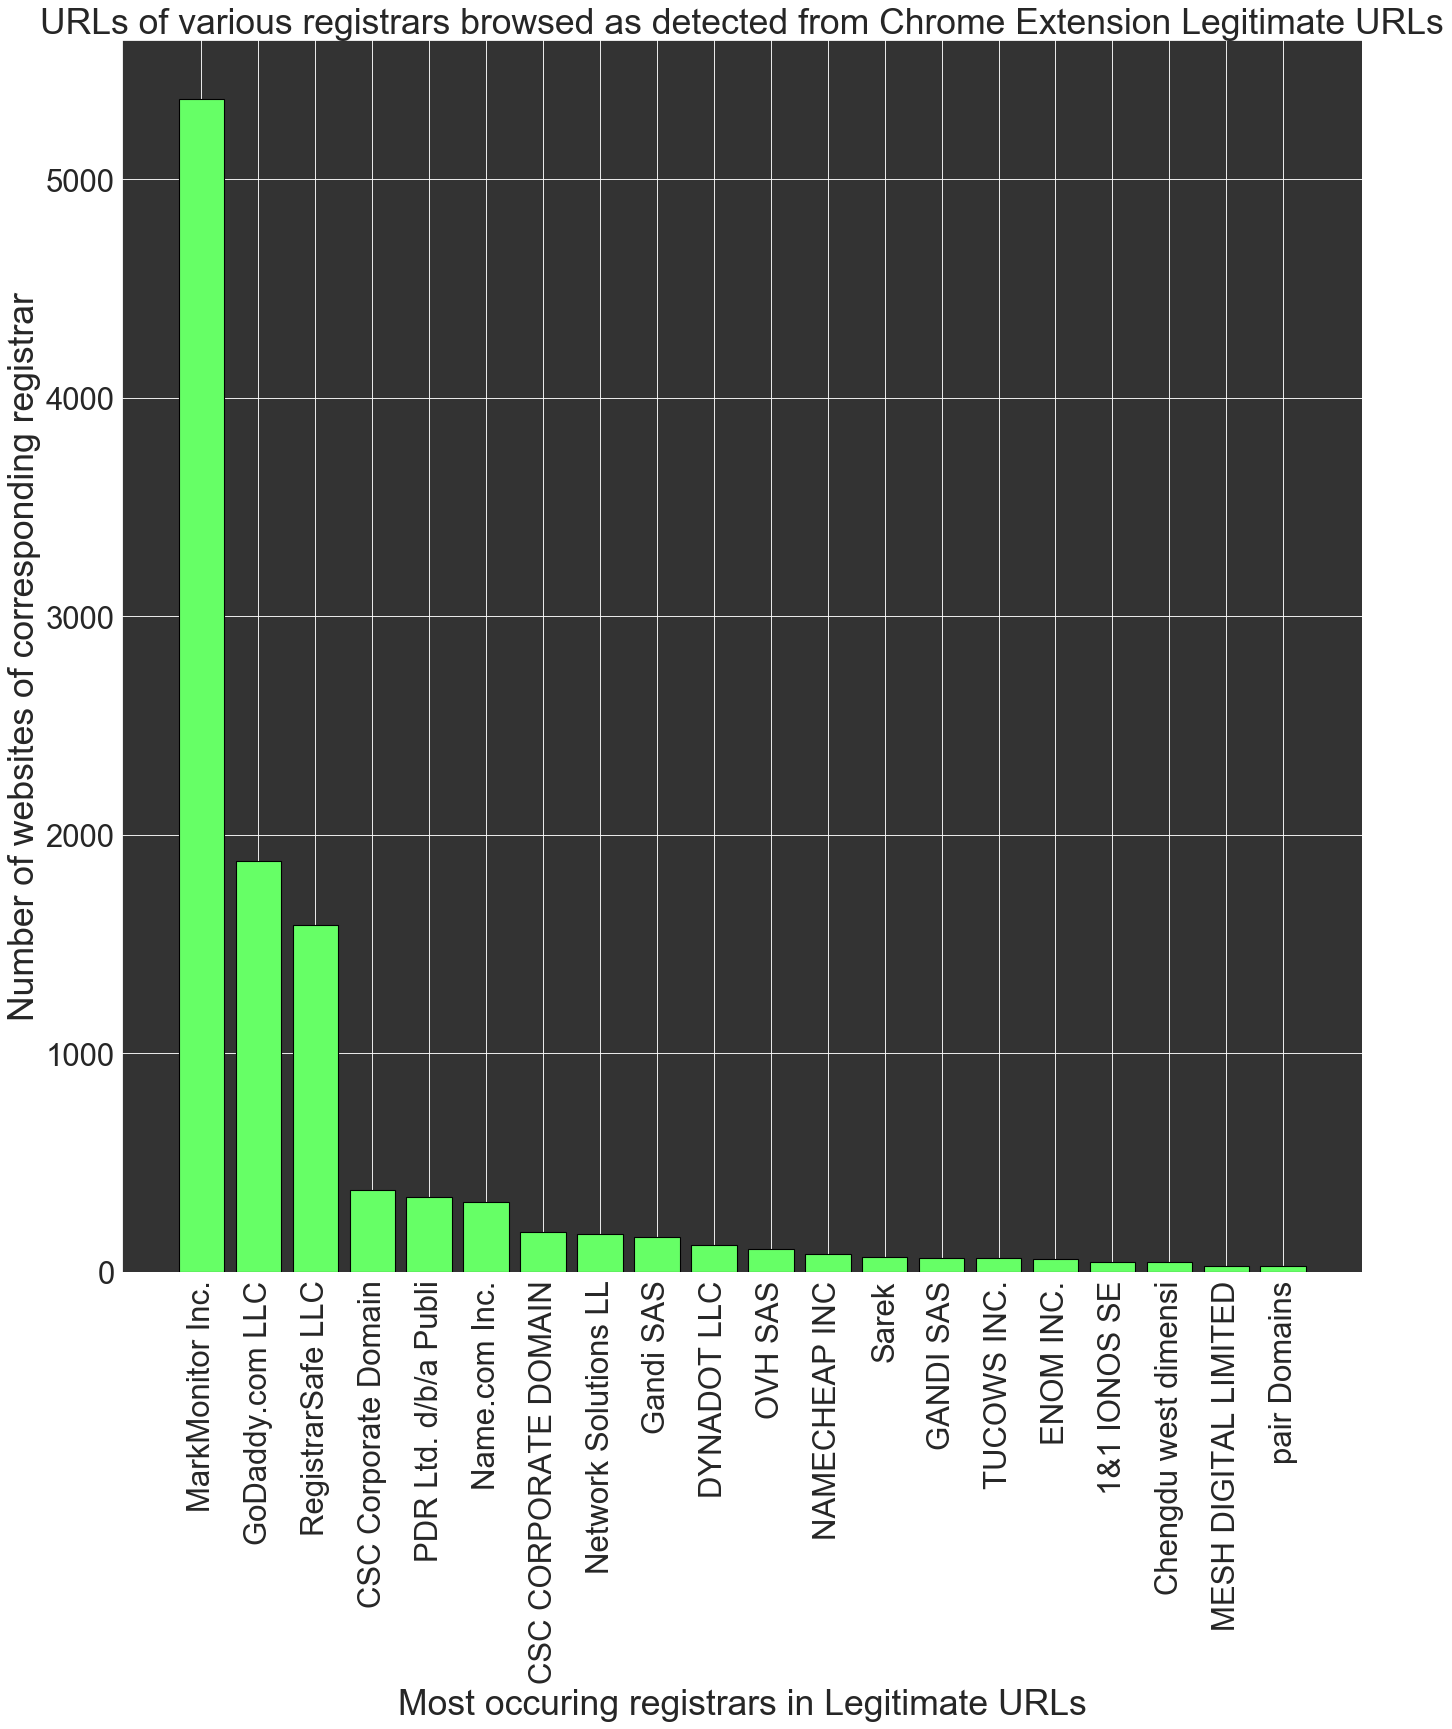 URLs of various registrars browsed as detected from Chrome Extension Legitimate URLs
Number of websites of corresponding registrar
5000
4000
3000
2000
1000
0
MarkMonitor Inc.
GoDaddy.com LLC
RegistrarSafe LLC
CSC Corporate Domain
PDR Ltd. d/b/a Publi
Name.com Inc.
CSC CORPORATE DOMAIN
Network Solutions LL
Gandi SAS
DYNADOT LLC
OVH SAS
NAMECHEAP INC
Sarek
GANDI SAS
TUCOWS INC.
ENOM INC.
1&1 IONOS SE
Chengdu west dimensi
MESH DIGITAL LIMITED
pair Domains
Most occuring registrars in Legitimate URLs